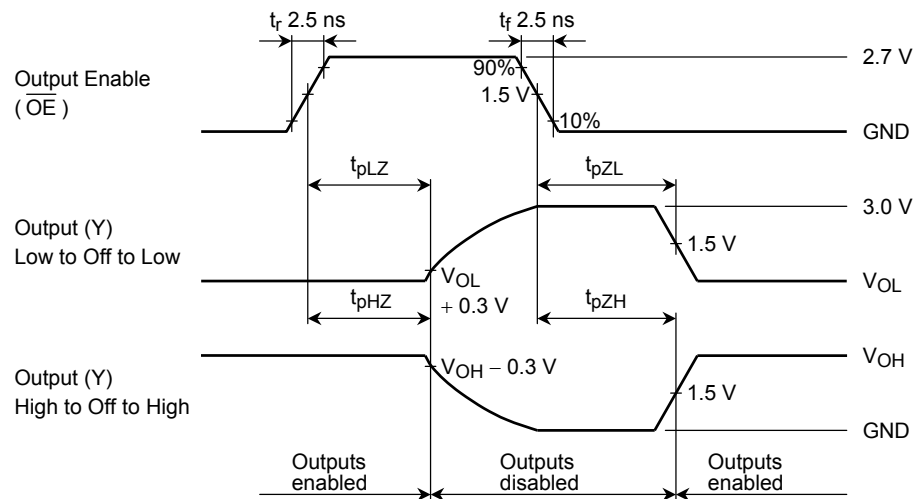 tr 2.5 ns
tf 2.5 ns
Output Enable
( OE )
90%
1.5 V
10%
2.7 V
GND
tpLZ
tpZL
Output (Y)
Low to Off to Low
3.0 V
1.5 V
VOL
VOL
+ 0.3 V
tpHZ
tpZH
Output (Y)
High to Off to High
VOH − 0.3 V
VOH
1.5 V
GND
Outputs
enabled
Outputs
disabled
Outputs
enabled